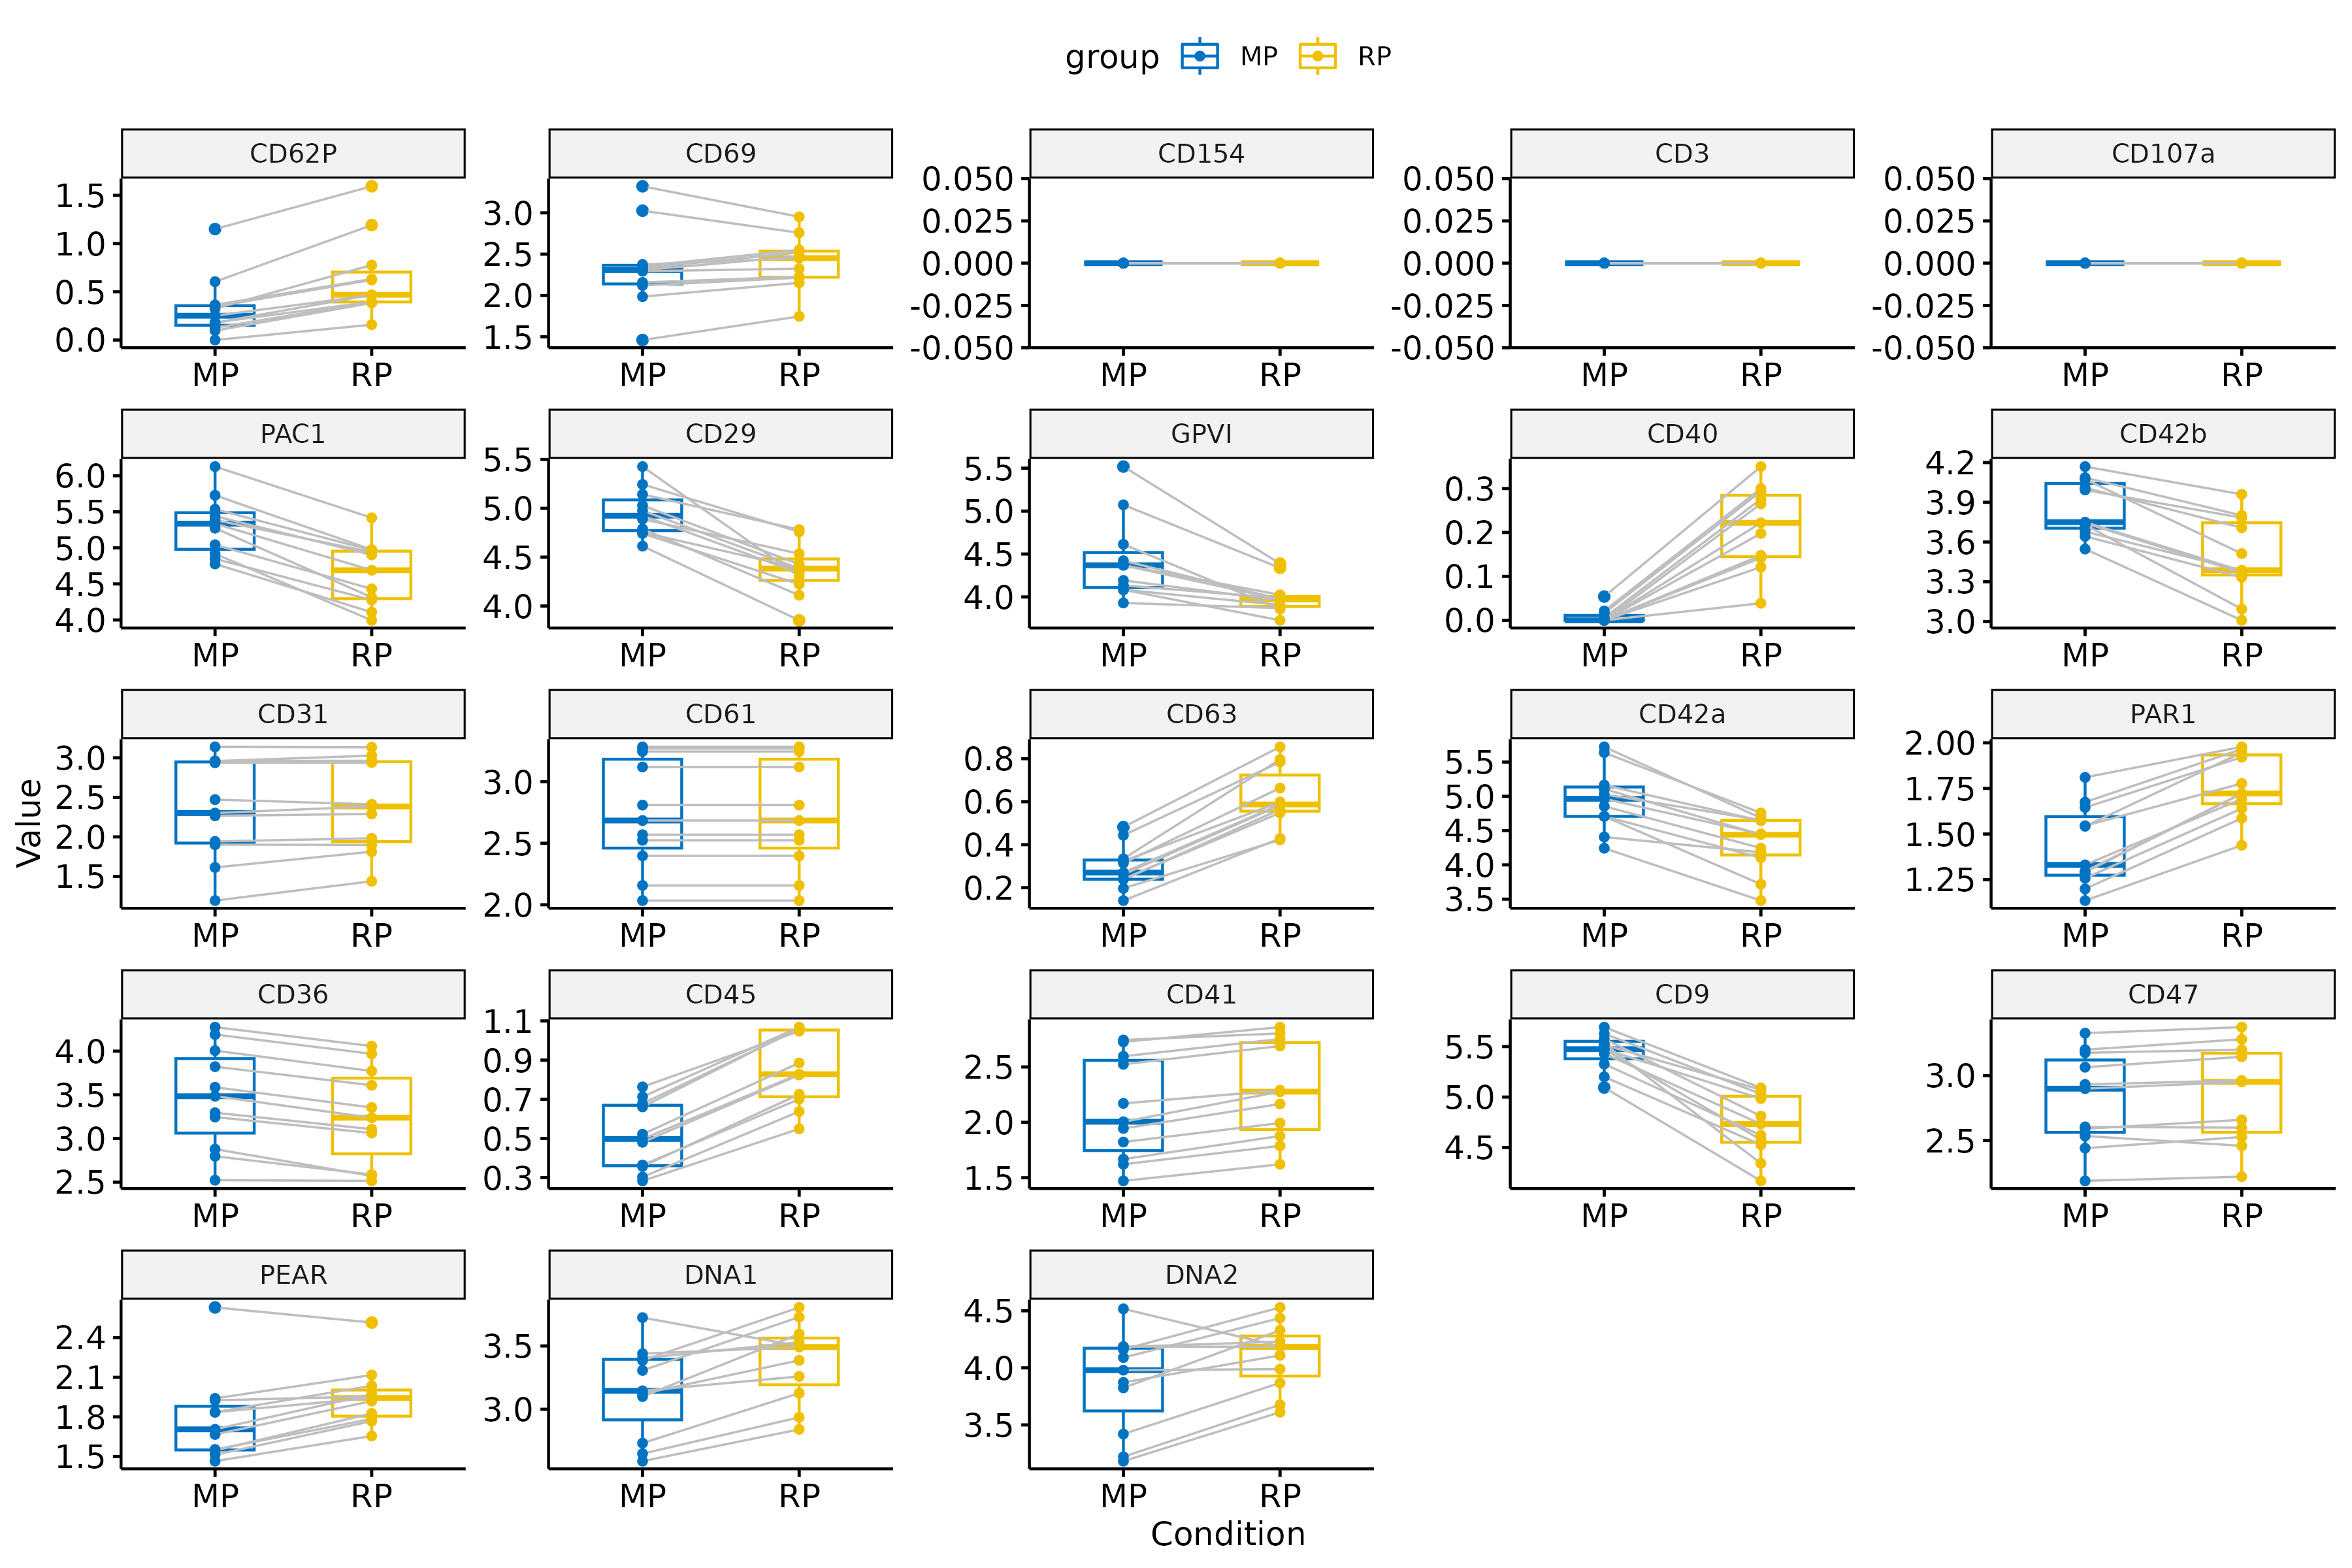 group MP RP
CD62P CD69 CD154 CD3 CD107a
1.5 1.0 0.5 0.0
3.0 2.5 2.0 1.5
0.050 0.025 0.000 -0.025 -0.050
0.050 0.025 0.000 -0.025 -0.050
0.050 0.025 0.000 -0.025 -0.050
MP RP MP RP MP RP MP RP MP RP
PAC1 CD29 GPVI CD40 CD42b
6.0 5.5 5.0 4.5 4.0
5.5 5.0 4.5 4.0
5.5 5.0 4.5 4.0
0.3 0.2 0.1 0.0
4.2 3.9 3.6 3.3 3.0
MP RP MP RP MP RP MP RP MP RP
Value
CD31 CD61 CD63 CD42a PAR1
3.0 2.5 2.0 1.5
3.0 2.5 2.0
0.8 0.6 0.4 0.2
5.5 5.0 4.5 4.0 3.5
2.00 1.75 1.50 1.25
MP RP MP RP MP RP MP RP MP RP
CD36 CD45 CD41 CD9 CD47
4.0 3.5 3.0 2.5
1.1 0.9 0.7 0.5 0.3
2.5 2.0 1.5
5.5 5.0 4.5
3.0 2.5
MP RP MP RP MP RP MP RP MP RP
PEAR DNA1 DNA2
2.4 2.1 1.8 1.5
3.5 3.0
4.5 4.0 3.5
MP RP MP RP MP RP
Condition